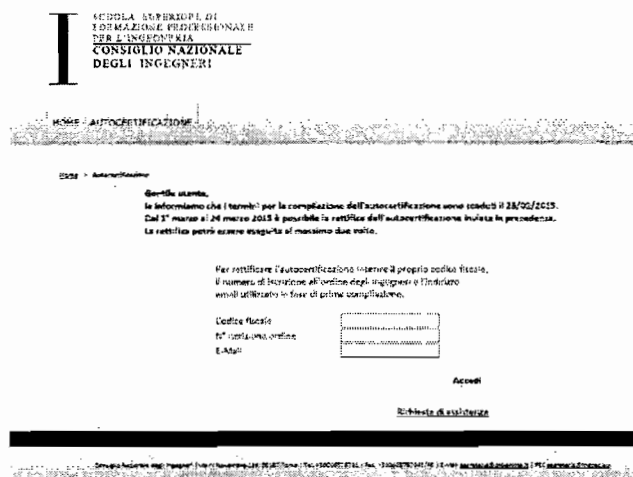 SCUOLA SUPERIORE DI
FORMAZIONE PROFESSIONALE
PER L'INGEGNERIA
CONSIGLIO NAZIONALE
DEGLI INGEGNERI
HOME AUTOCERTIFICAZIONE
Home > Autocertificazione
Gentile utente,
le informiamo che i termini per la compilazione dell'autocertificazione sono scaduti il 28/02/2015.
Dal 1° marzo al 24 marzo 2015 è possibile la rettifica dell'autocertificazione inviata in precedenza.
La rettifica potrà essere eseguita al massimo due volte.
Per rettificare l'autocertificazione inserire il proprio codice fiscale,
il numero di iscrizione all'ordine degli ingegneri e l'indirizzo
email utilizzato in fase di prima compilazione.
Codice fiscale
N° iscrizione ordine
E-Mail
Accedi
Richiesta di assistenza